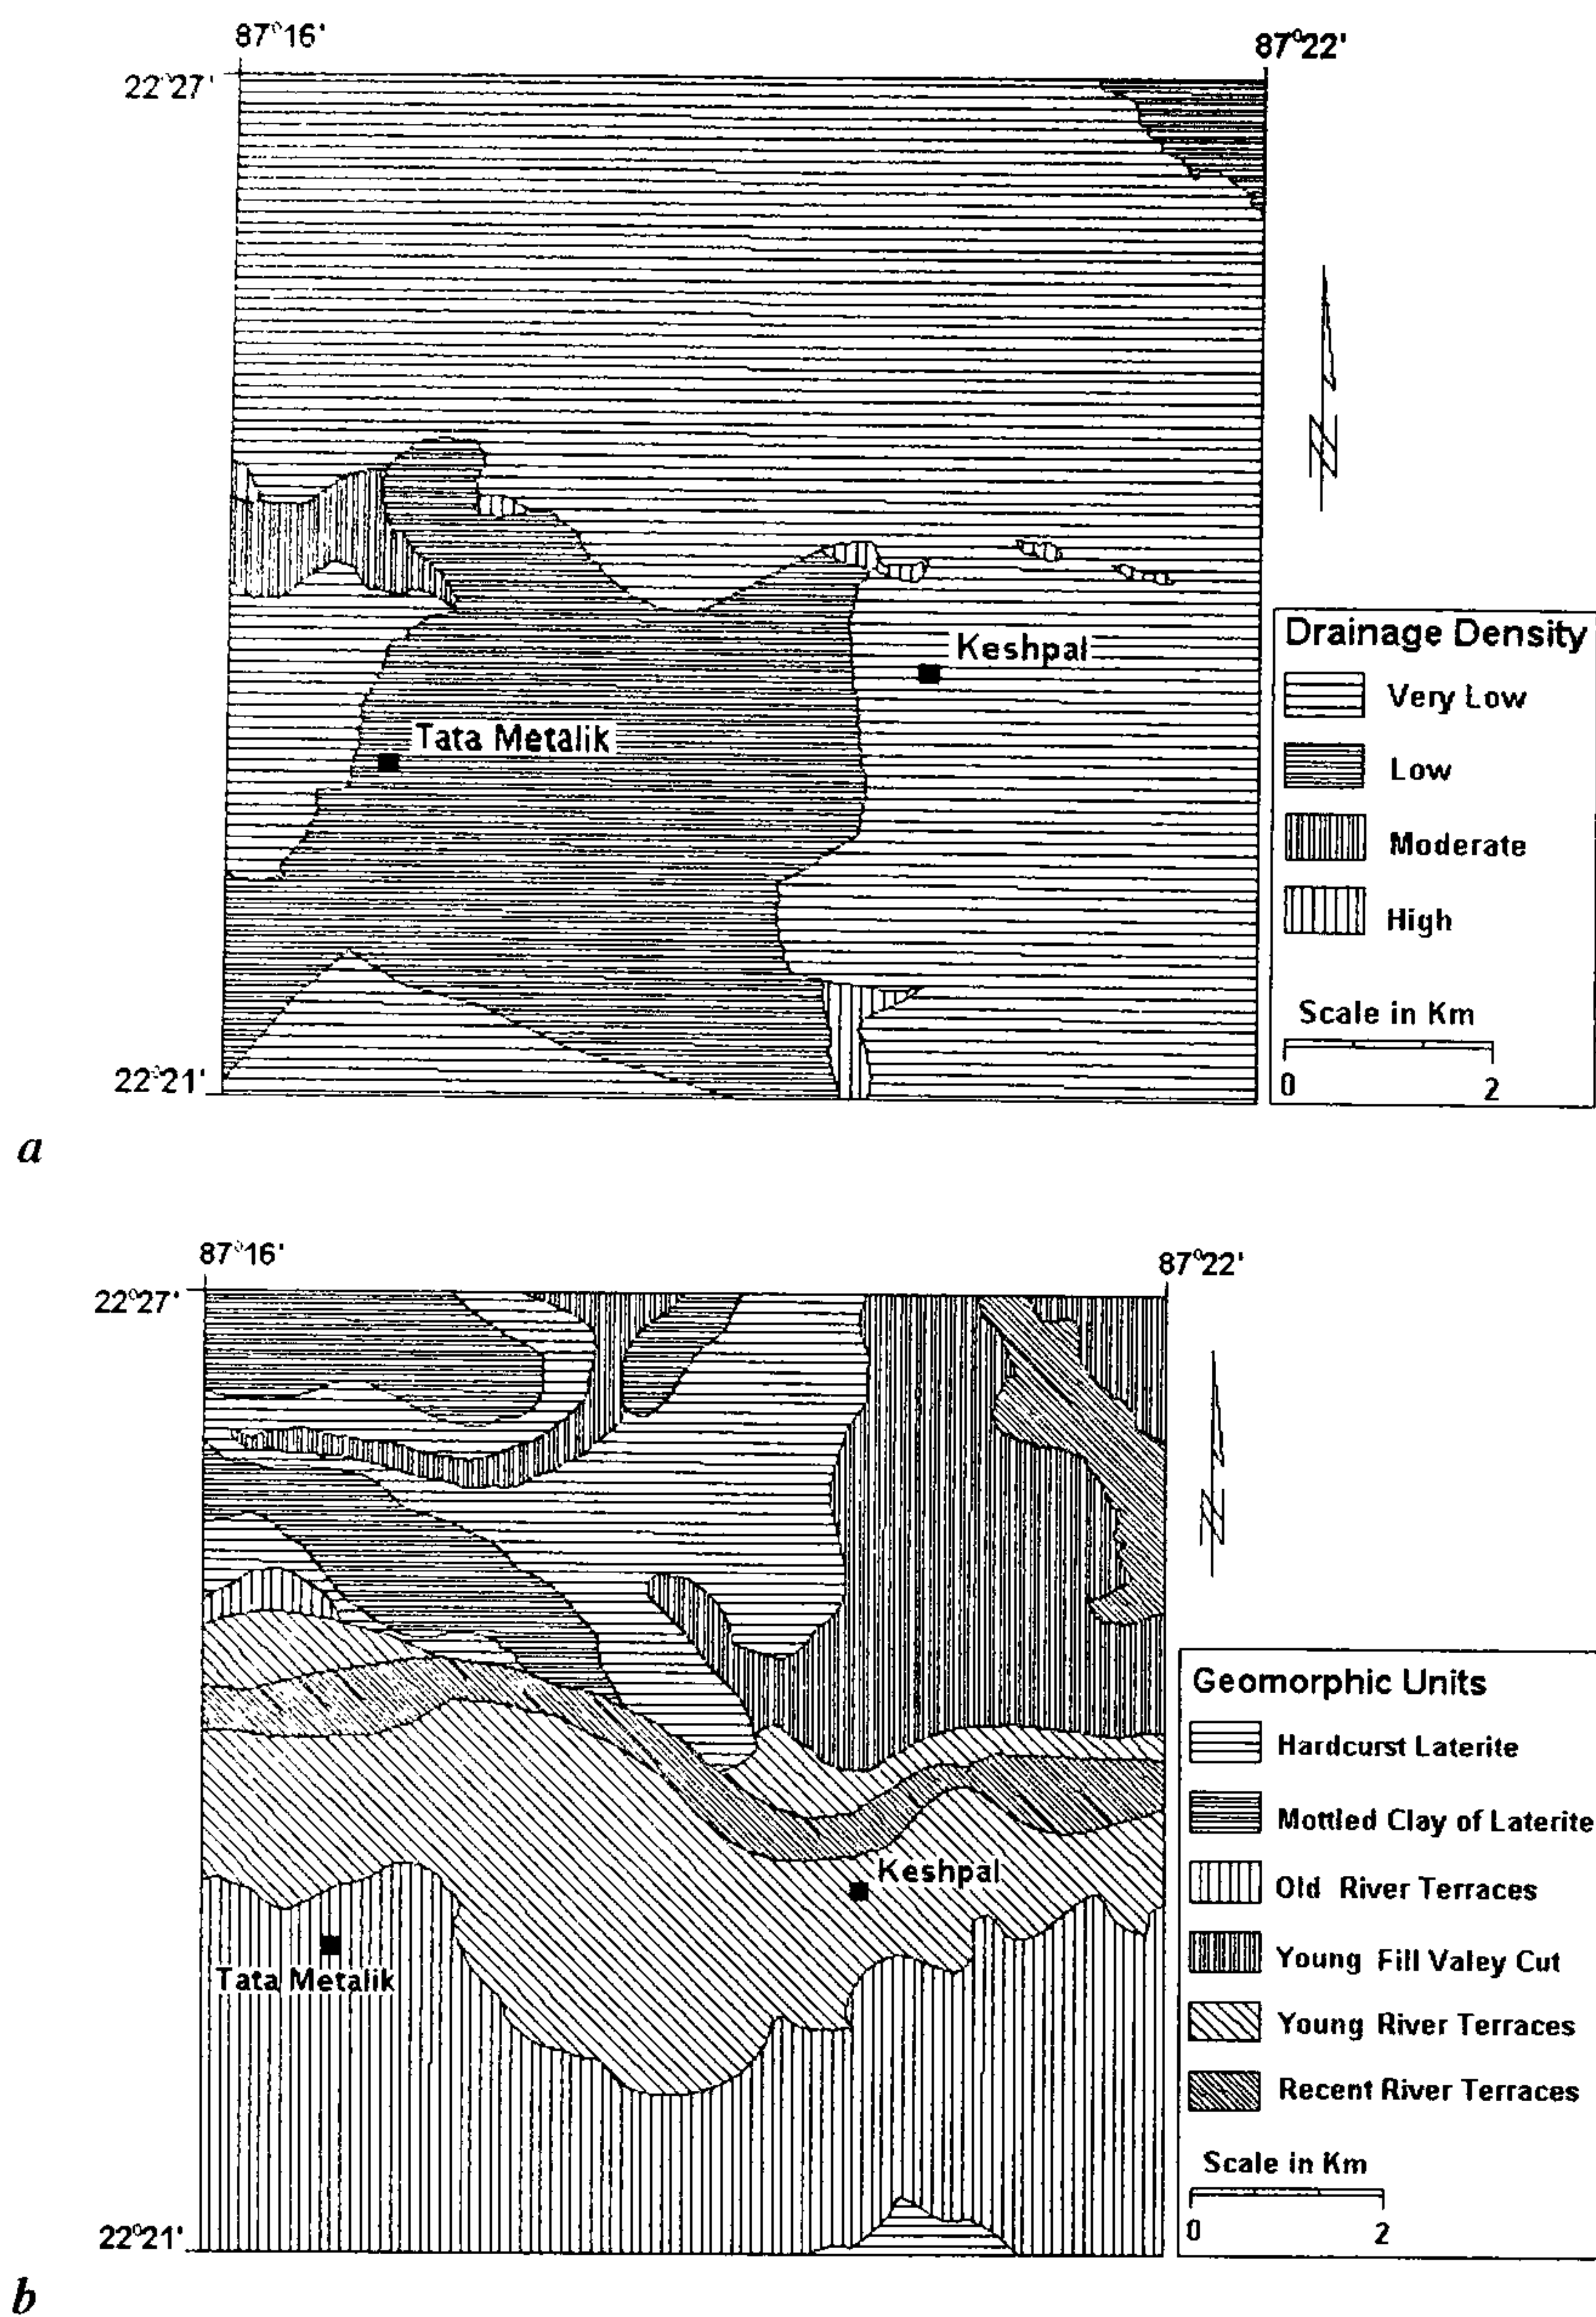 87°16'
87°22'
22°27'
Keshpal
Tata Metalik
Drainage Density
Very Low
Low
Moderate
High
Scale in Km
0 2
22°21'
a
87°16'
87°22'
22°27'
Keshpal
Tata Metalik
Geomorphic Units
Hardcurst Laterite
Mottled Clay of Laterite
Old River Terraces
Young Fill Valey Cut
Young River Terraces
Recent River Terraces
Scale in Km
0 2
22°21'
N
N
b